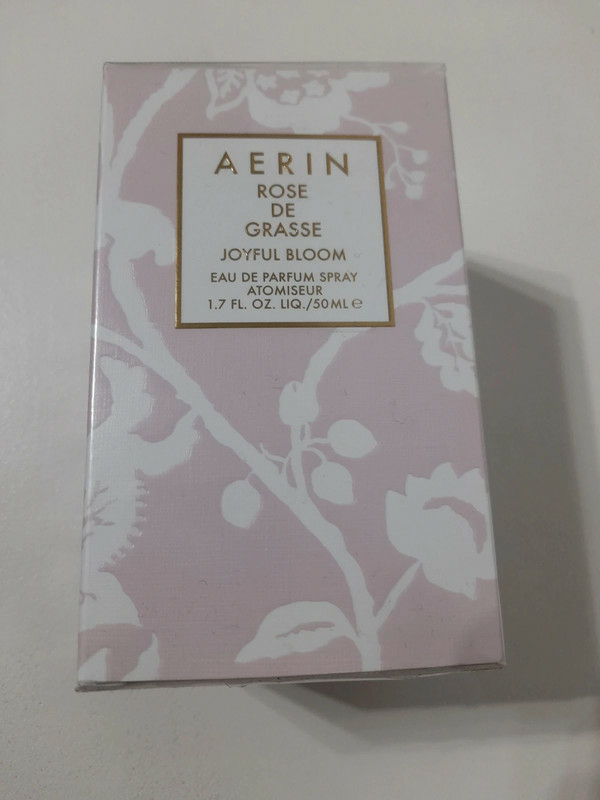 AERIN
ROSE
DE
GRASSE
JOYFUL BLOOM
EAU DE PARFUM SPRAY
ATOMISEUR
1.7 FL. OZ. LIQ./50ML ℮